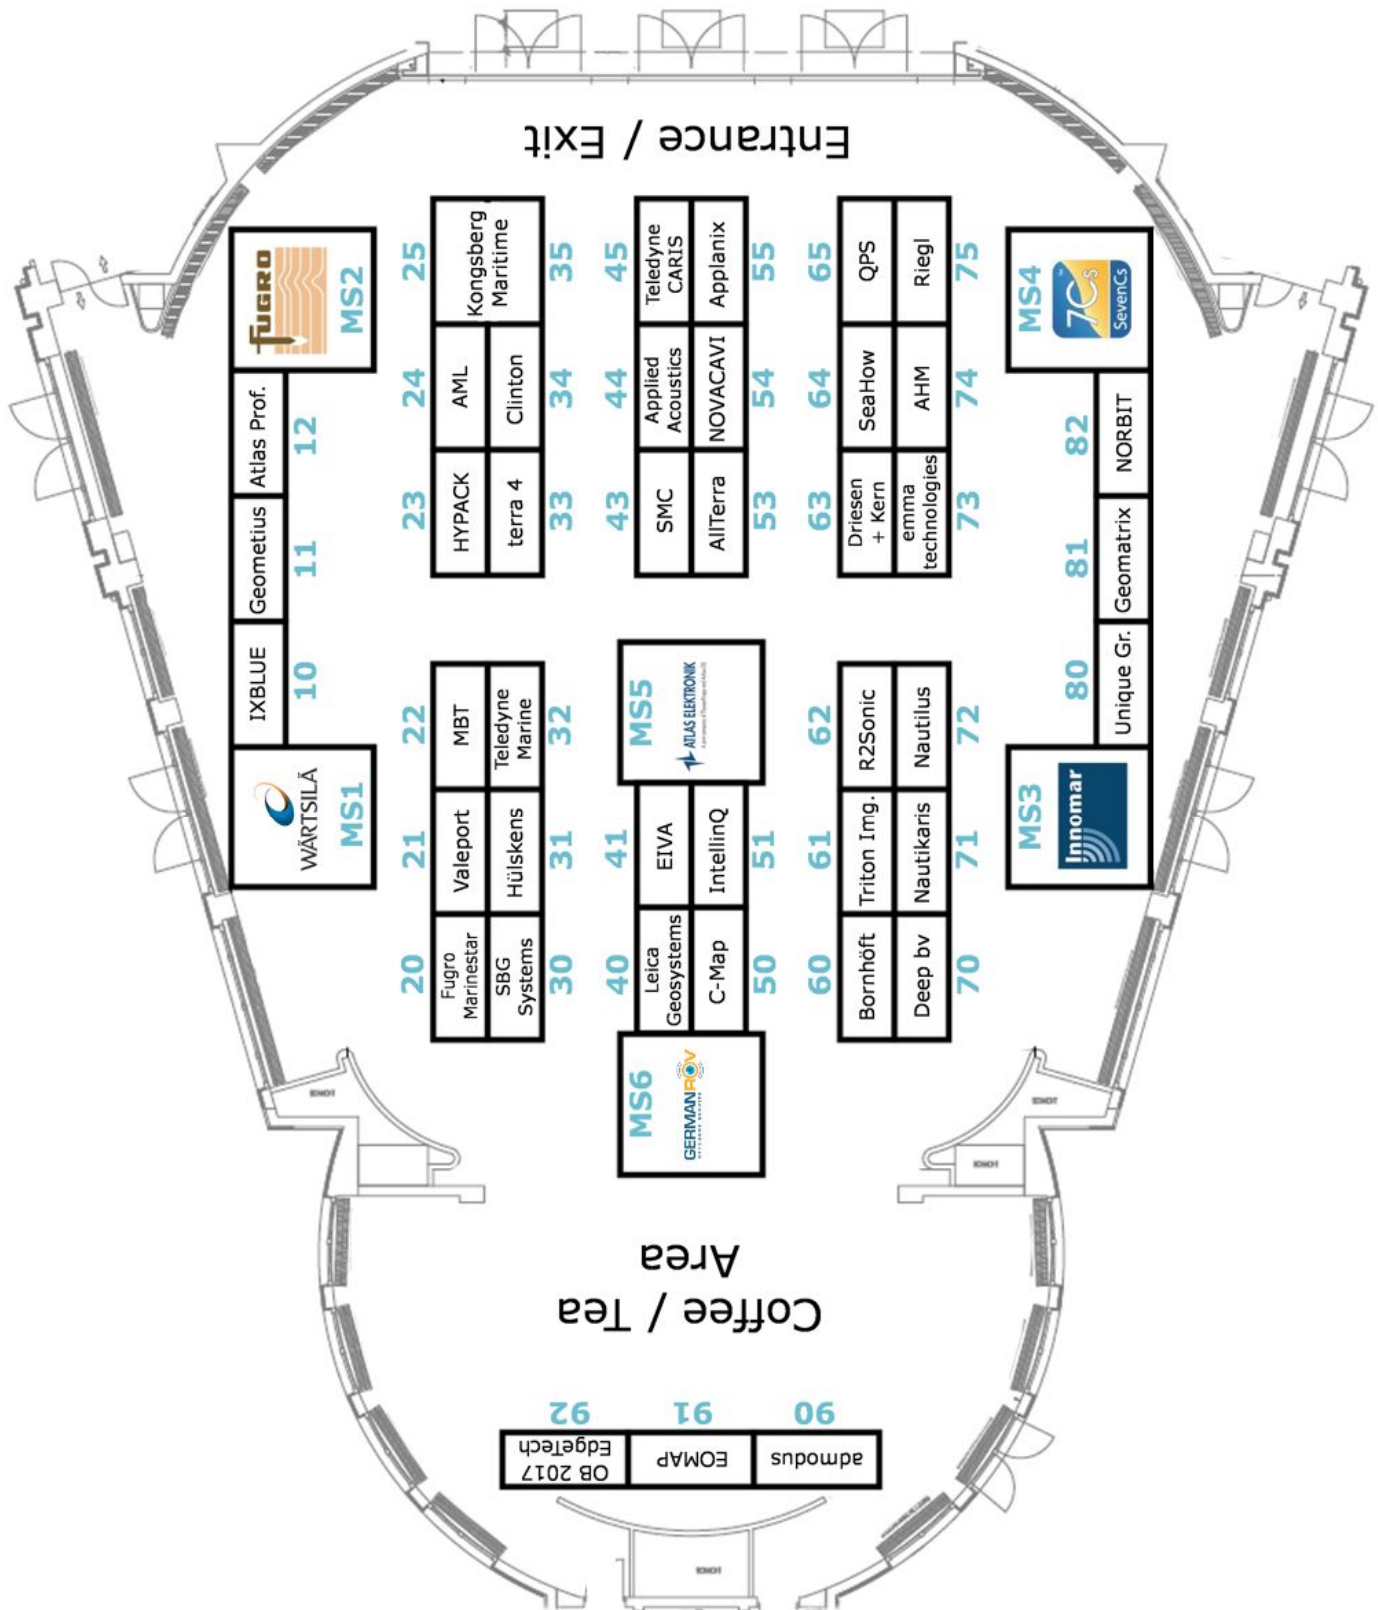 Entrance / Exit
FUGRO
MS2
25
Kongsberg
Maritime
35
45
Teledyne
CARIS
Applanix
55
65
QPS
Riegl
75
MS4
7Cs
SevenCs
Atlas Prof.
12
24
AML
Clinton
34
44
Applied
Acoustics
NOVACAVI
54
64
SeaHow
AHM
74
82
NORBIT
Geometius
11
23
HYPACK
terra 4
33
43
SMC
AllTerra
53
63
Driesen
+ Kern
emma
technologies
73
81
Geomatrix
IXBLUE
10
22
MBT
Teledyne
Marine
32
MS5
ATLAS ELEKTRONIK
62
R2Sonic
Nautilus
72
80
Unique Gr.
WÄRTSILÄ
MS1
21
Valeport
Hülskens
31
41
EIVA
IntellinQ
51
61
Triton Img.
Nautikaris
71
MS3
Innomar
20
Fugro
Marinestar
SBG
Systems
30
40
Leica
Geosystems
C-Map
50
60
Bornhöft
Deep bv
70
MS6
GERMANROV
Coffee / Tea
Area
90
91
92
admodus
EOMAP
OB 2017
EdgeTech